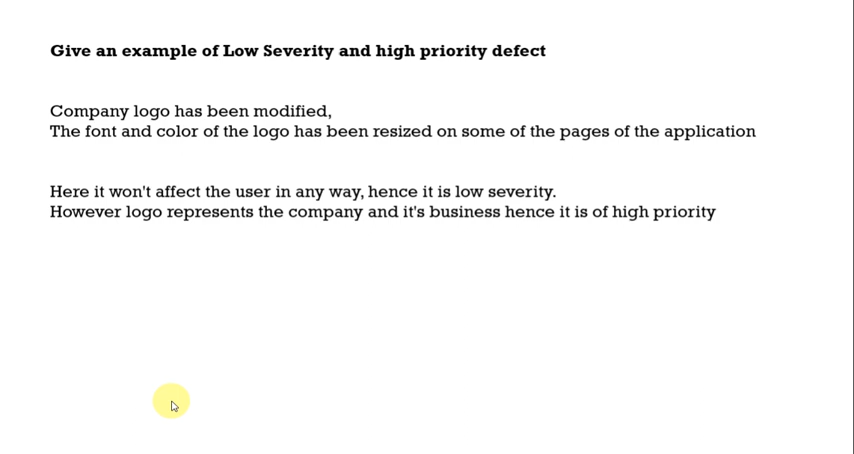 Give an example of Low Severity and high priority defect
Company logo has been modified,
The font and color of the logo has been resized on some of the pages of the application
Here it won't affect the user in any way, hence it is low severity.
However logo represents the company and it's business hence it is of high priority